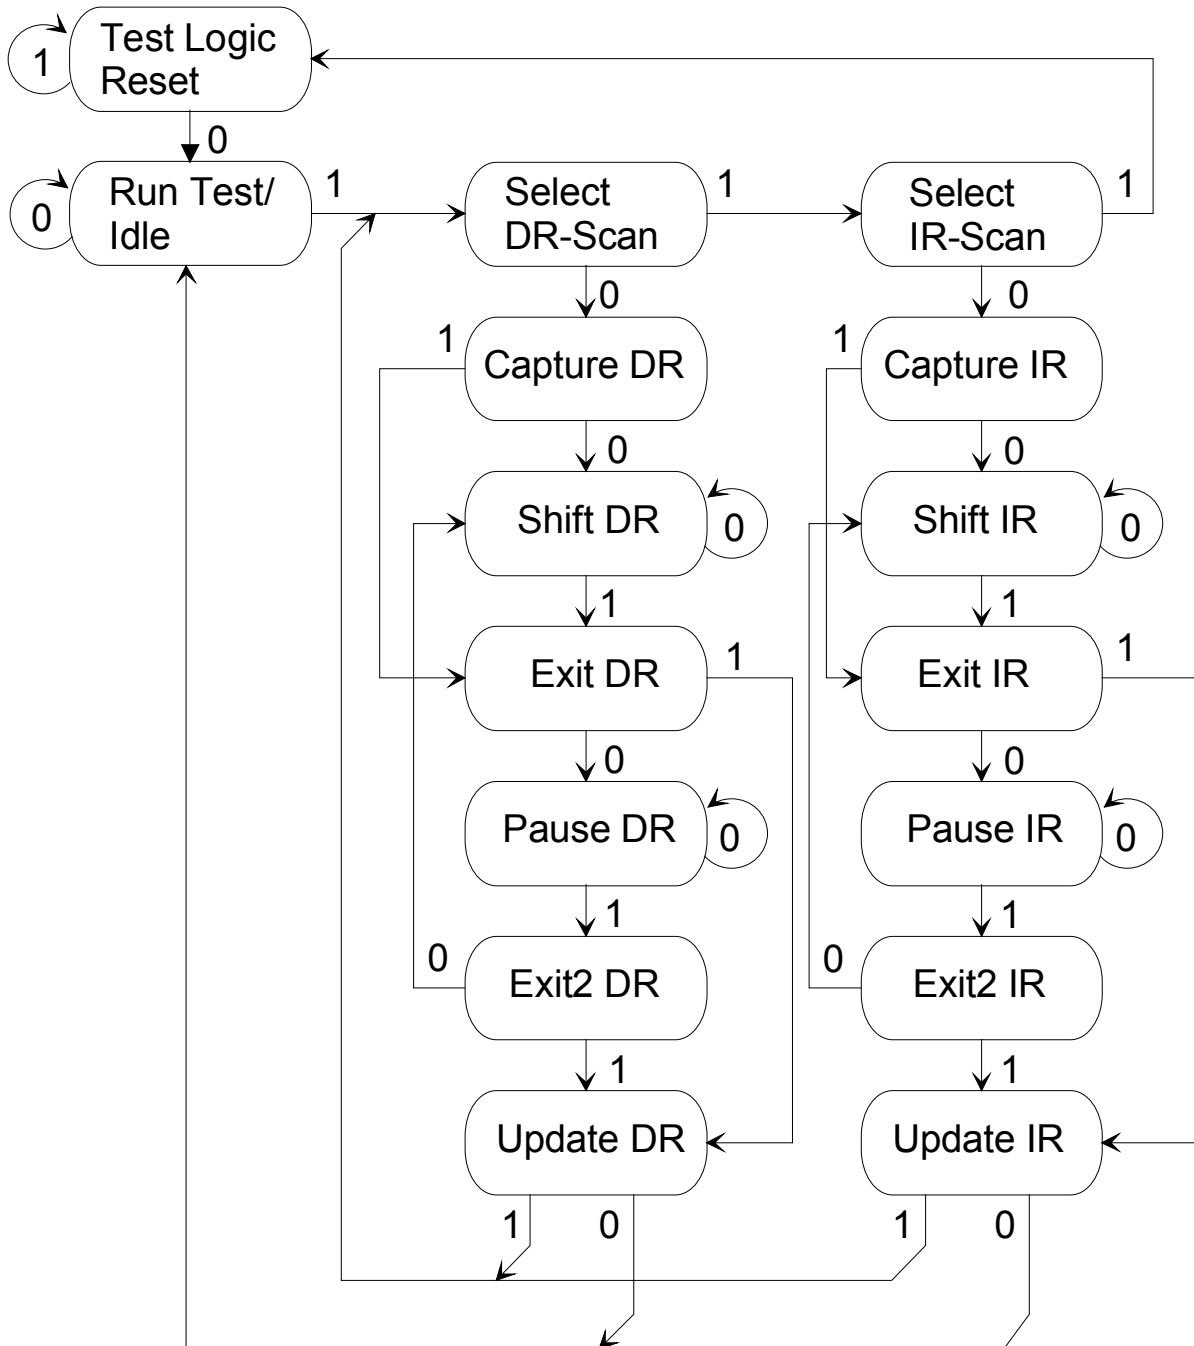 Test Logic
Reset
1
0
Run Test/
Idle
0
1
Select
DR-Scan
1
Select
IR-Scan
1
0
0
1
Capture DR
1
Capture IR
0
0
Shift DR
0
Shift IR
0
1
1
Exit DR
1
Exit IR
1
0
0
Pause DR
0
Pause IR
0
1
1
0
Exit2 DR
0
Exit2 IR
1
1
Update DR
Update IR
1
0
1
0